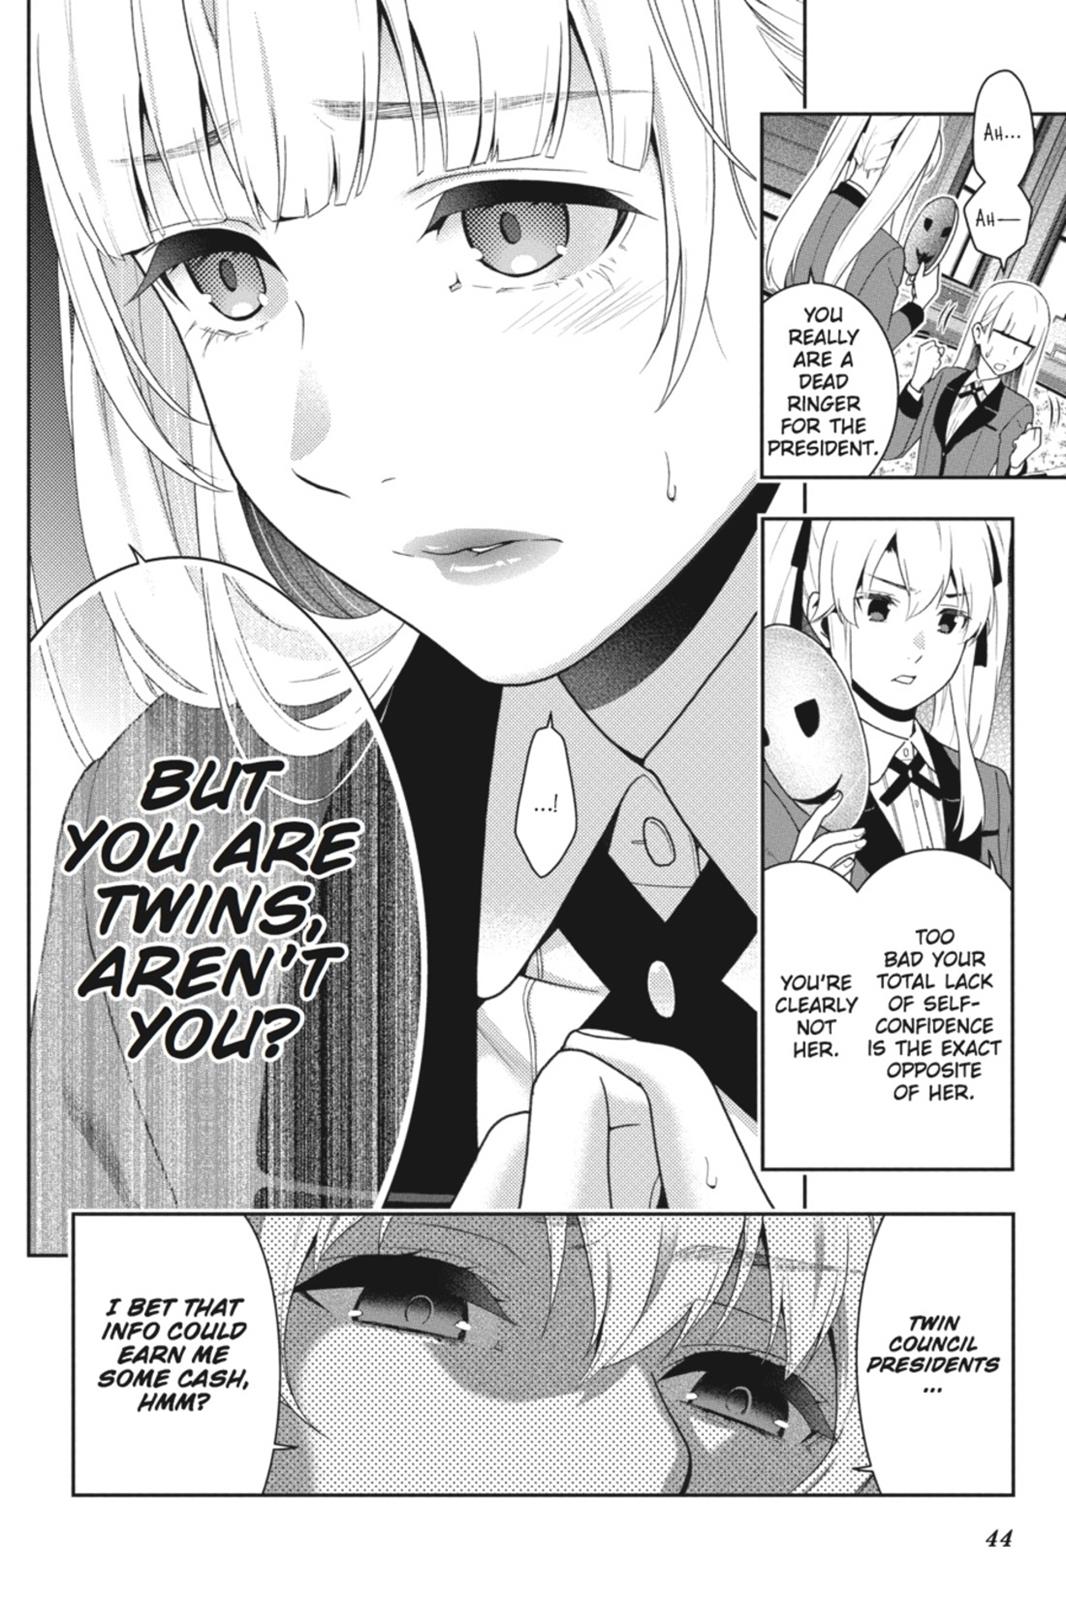 AH...
AH—
YOU
REALLY
ARE A
DEAD
RINGER
FOR THE
PRESIDENT.
TOO
BAD YOUR
TOTAL LACK
OF SELF-
CONFIDENCE
IS THE EXACT
OPPOSITE
OF HER.
YOU'RE
CLEARLY
NOT
HER.
...!
BUT
YOU ARE
TWINS,
AREN'T
YOU?
TWIN
COUNCIL
PRESIDENTS
...
I BET THAT
INFO COULD
EARN ME
SOME CASH,
HMM?
44